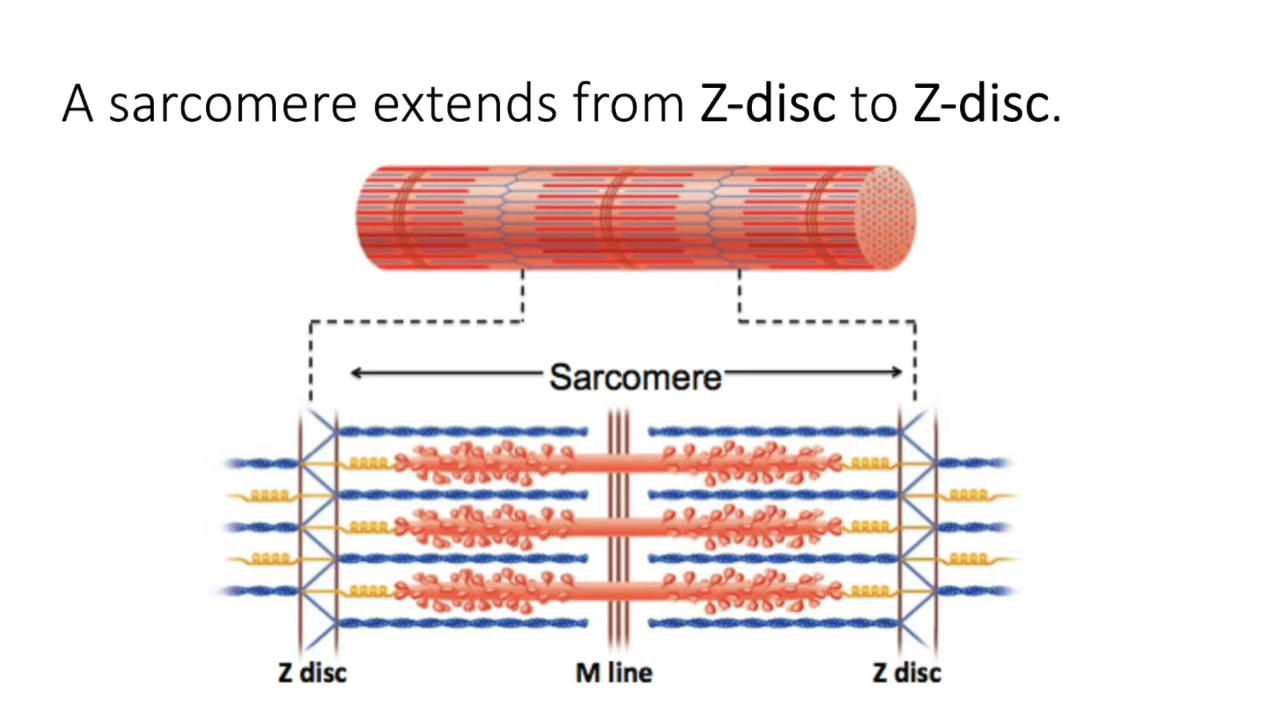 A sarcomere extends from Z-disc to Z-disc.
Sarcomere
Z disc
M line
Z disc